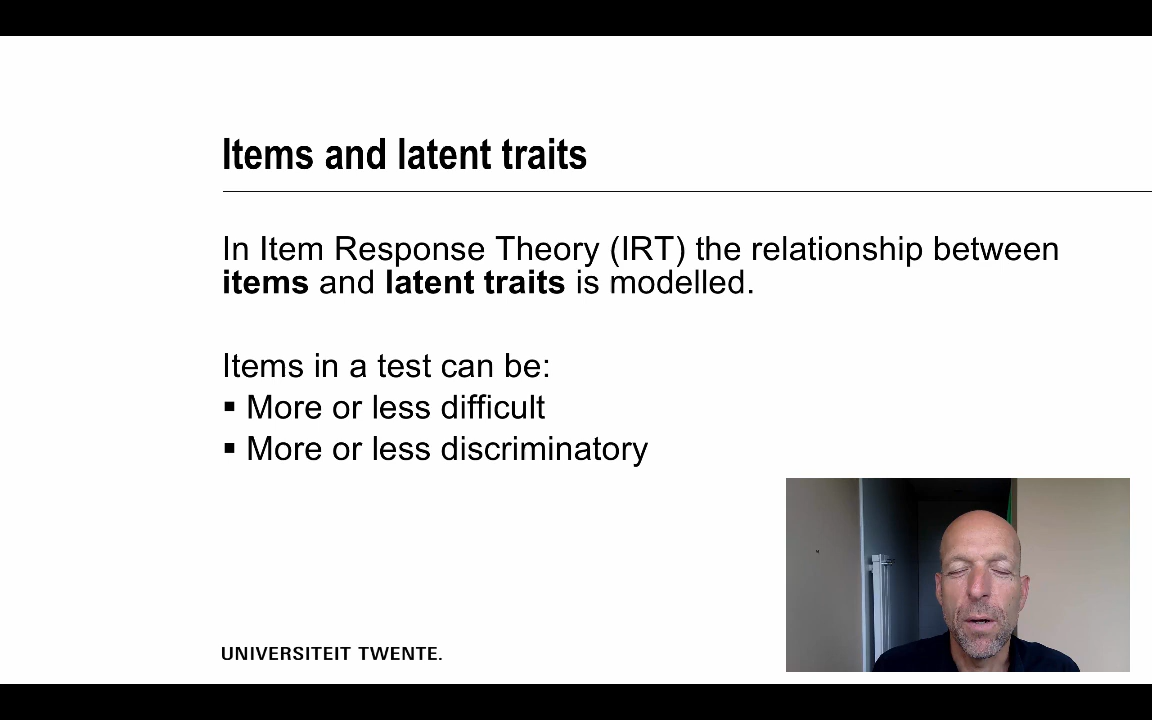 Items and latent traits
In Item Response Theory (IRT) the relationship between
items and latent traits is modelled.
Items in a test can be:
▪ More or less difficult
▪ More or less discriminatory
UNIVERSITEIT TWENTE.